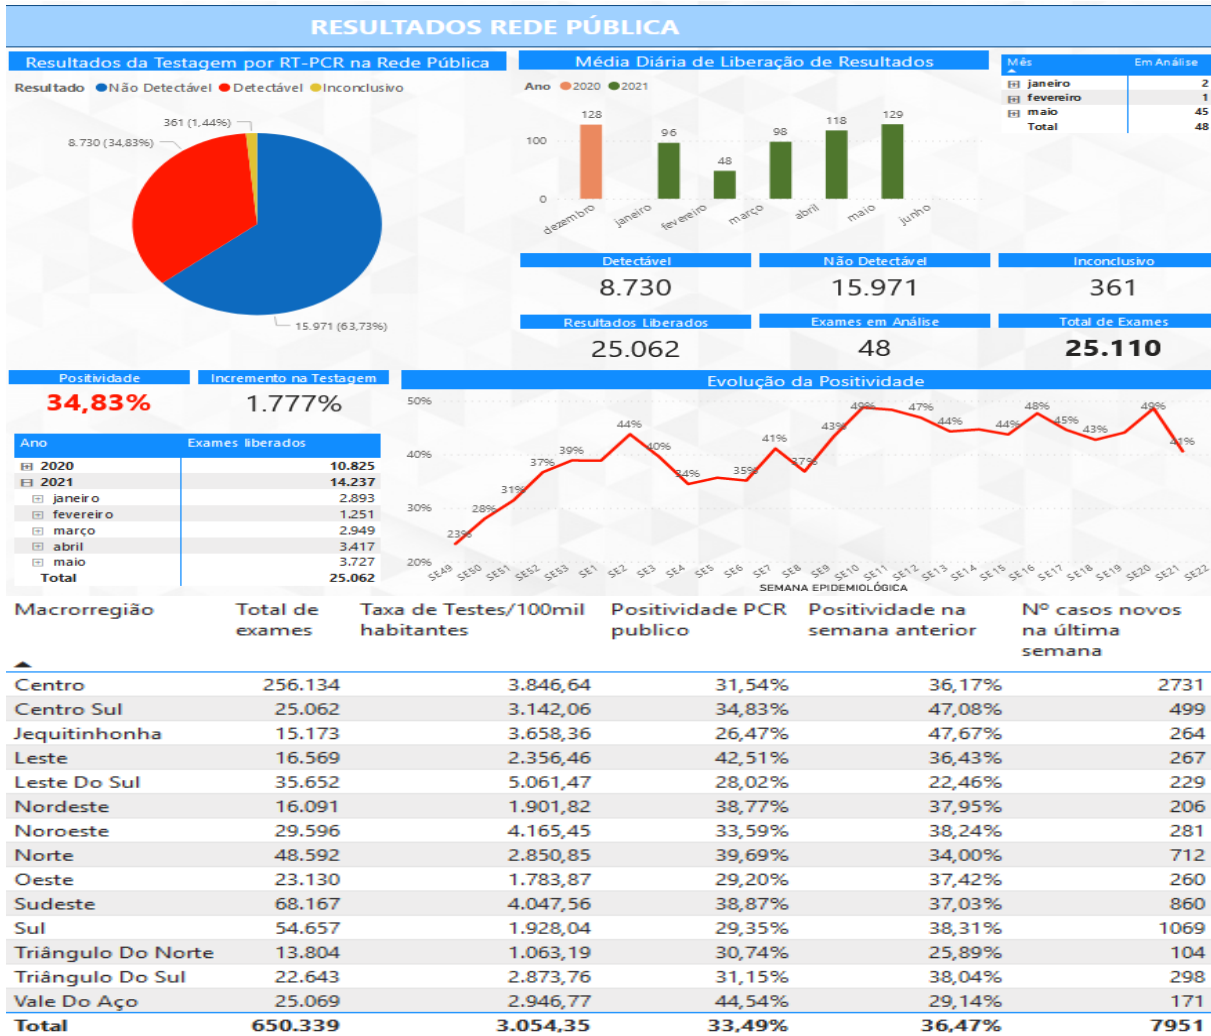 RESULTADOS REDE PÚBLICA
Resultados da Testagem por RT-PCR na Rede Pública
Resultado Não Detectável Detectável Inconclusivo
361 (1,44%)
8.730 (34,83%)
15.971 (63,73%)
Média Diária de Liberação de Resultados
Ano 2020 2021
128
96
48
98
118
129
100
0
dezembro janeiro fevereiro março abril maio junho
Mês Em Análise
janeiro 2
fevereiro 1
maio 45
Total 48
Detectável Não Detectável Inconclusivo
8.730 15.971 361
Resultados Liberados Exames em Análise Total de Exames
25.062 48 25.110
Positividade Incremento na Testagem
34,83% 1.777%
Ano Exames liberados
2020 10.825
2021 14.237
janeiro 2.893
fevereiro 1.251
março 2.949
abril 3.417
maio 3.727
Total 25.062
Evolução da Positividade
50%
40%
30%
20%
23% 28% 31% 37% 39% 44% 40% 34% 35% 41% 37% 43% 49% 47% 44% 44% 48% 45% 43% 49% 41%
SE49 SE50 SE51 SE52 SE53 SE1 SE2 SE3 SE4 SE5 SE6 SE7 SE8 SE9 SE10 SE11 SE12 SE13 SE14 SE15 SE16 SE17 SE18 SE19 SE20 SE21 SE22
SEMANA EPIDEMIOLÓGICA
Macrorregião Total de Taxa de Testes/100mil Positividade PCR Positividade na Nº casos novos
exames habitantes publico semana anterior na última
semana
Centro 256.134 3.846,64 31,54% 36,17% 2731
Centro Sul 25.062 3.142,06 34,83% 47,08% 499
Jequitinhonha 15.173 3.658,36 26,47% 47,67% 264
Leste 16.569 2.356,46 42,51% 36,43% 267
Leste Do Sul 35.652 5.061,47 28,02% 22,46% 229
Nordeste 16.091 1.901,82 38,77% 37,95% 206
Noroeste 29.596 4.165,45 33,59% 38,24% 281
Norte 48.592 2.850,85 39,69% 34,00% 712
Oeste 23.130 1.783,87 29,20% 37,42% 260
Sudeste 68.167 4.047,56 38,87% 37,03% 860
Sul 54.657 1.928,04 29,35% 38,31% 1069
Triângulo Do Norte 13.804 1.063,19 30,74% 25,89% 104
Triângulo Do Sul 22.643 2.873,76 31,15% 38,04% 298
Vale Do Aço 25.069 2.946,77 44,54% 29,14% 171
Total 650.339 3.054,35 33,49% 36,47% 7951